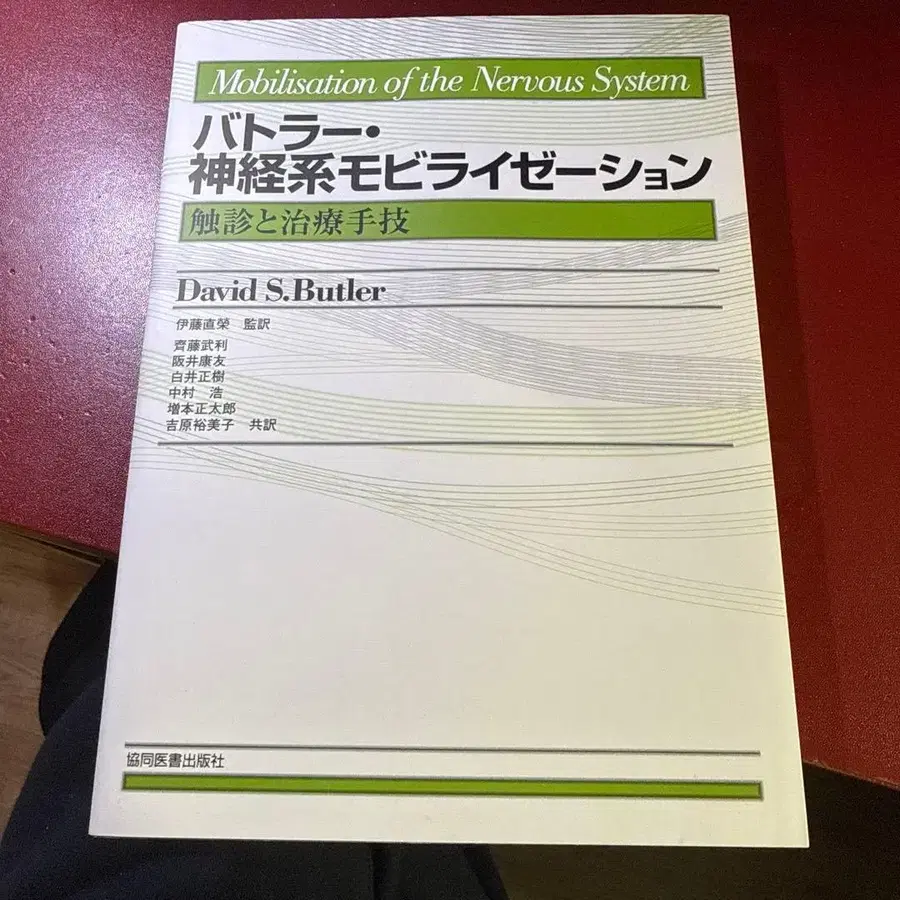 Mobilisation of the Nervous System
バトラー・
神経系モビライゼーション
触診と治療手技
David S.Butler
伊藤直榮　監訳
齊藤武利
阪井康友
白井正樹
中村　浩
増本正太郎
吉原裕美子　共訳
協同医書出版社